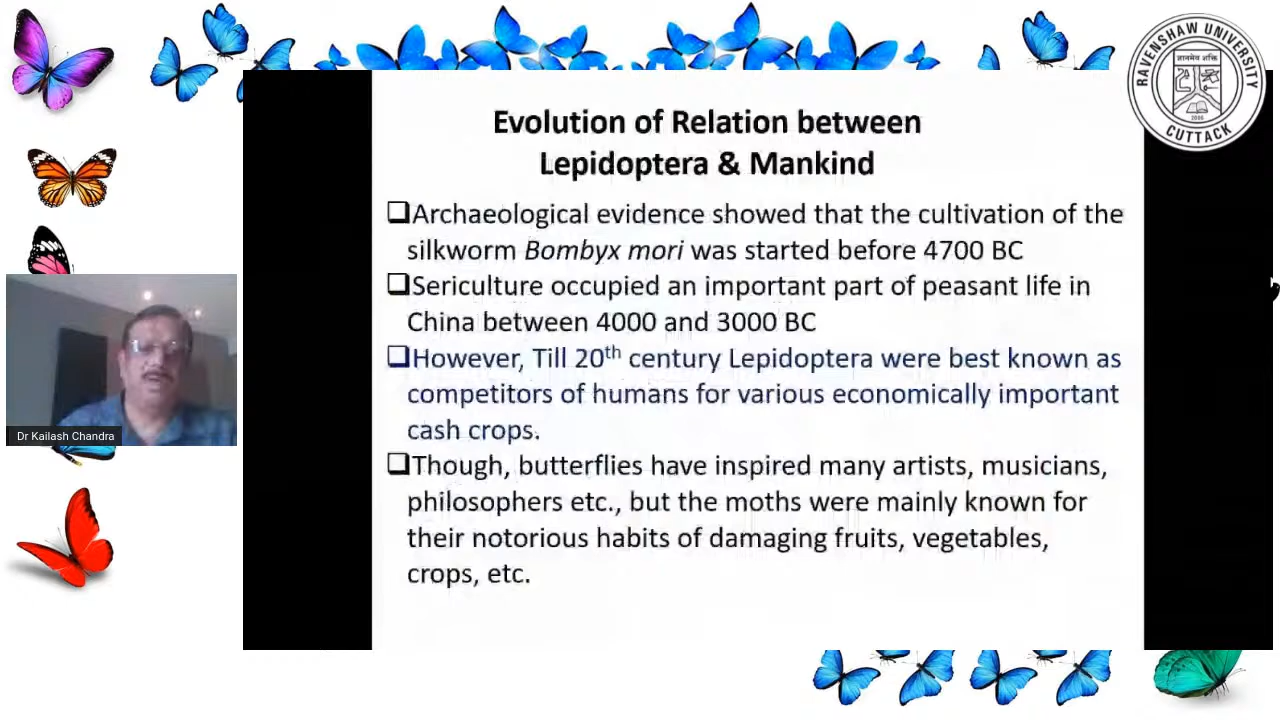 RAVENSHAW UNIVERSITY
ज्ञानमेव शक्ति
2006
CUTTACK
Evolution of Relation between
Lepidoptera & Mankind
❑Archaeological evidence showed that the cultivation of the
silkworm Bombyx mori was started before 4700 BC
❑Sericulture occupied an important part of peasant life in
China between 4000 and 3000 BC
❑However, Till 20th century Lepidoptera were best known as
competitors of humans for various economically important
cash crops.
❑Though, butterflies have inspired many artists, musicians,
philosophers etc., but the moths were mainly known for
their notorious habits of damaging fruits, vegetables,
crops, etc.
Dr Kailash Chandra